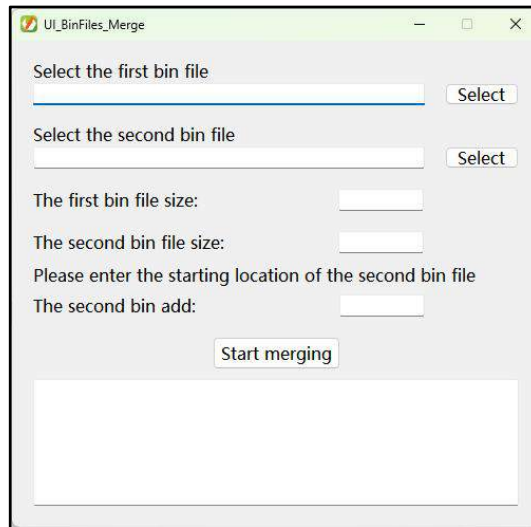 UI_BinFiles_Merge
Select the first bin file
Select
Select the second bin file
Select
The first bin file size:
The second bin file size:
Please enter the starting location of the second bin file
The second bin add:
Start merging